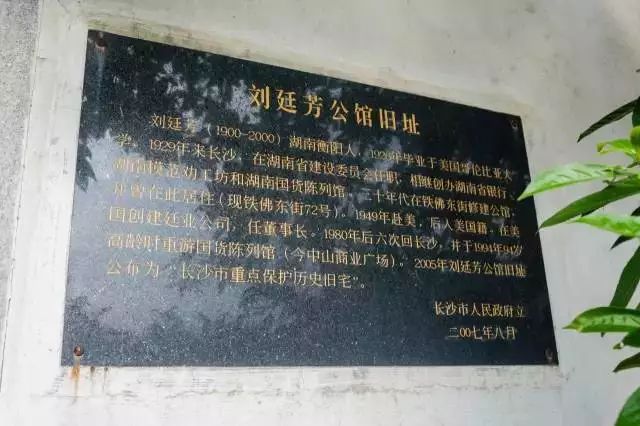 刘廷芳公馆旧址
刘廷芳（1900-2000）湖南衡阳人，1926年毕业于美国哥伦比亚大
学。1929年来长沙，在湖南省建设委员会任职，相继创办湖南省银行、
湖南模范劝工坊和湖南国货陈列馆。二十年代在铁佛东街修建公馆，
并曾在此居住（现铁佛东街72号）。1949年赴美，后入美国籍，在美
国创建廷业公司，任董事长。1980年后六次回长沙，并于1994年94岁
高龄时重游国货陈列馆（今中山商业广场）。2005年刘廷芳公馆旧址
公布为“长沙市重点保护历史旧宅”。
长沙市人民政府立
二00七年八月